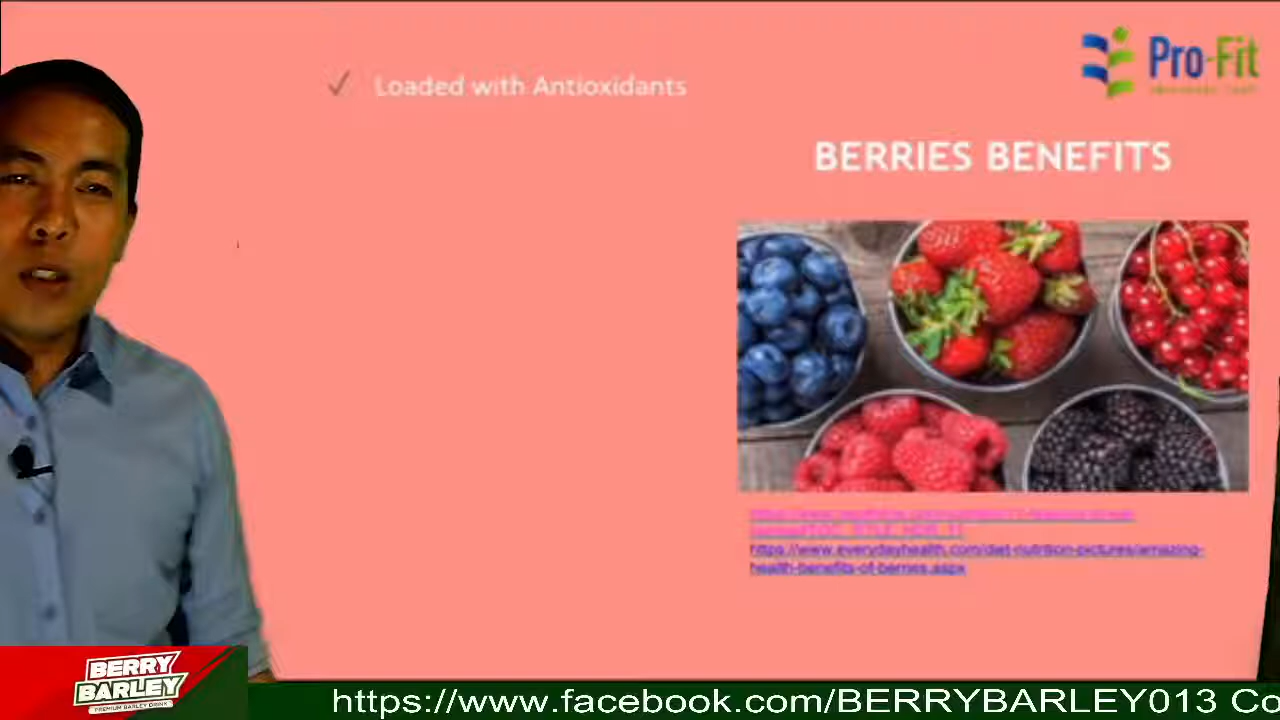 Loaded with Antioxidants
Pro-Fit
BERRIES BENEFITS
https://www.everydayhealth.com/diet-nutrition-pictures/amazing-
health-benefits-of-berries.aspx
BERRY
BARLEY
PREMIUM BARLEY DRINK
https://www.facebook.com/BERRYBARLEY013 Co